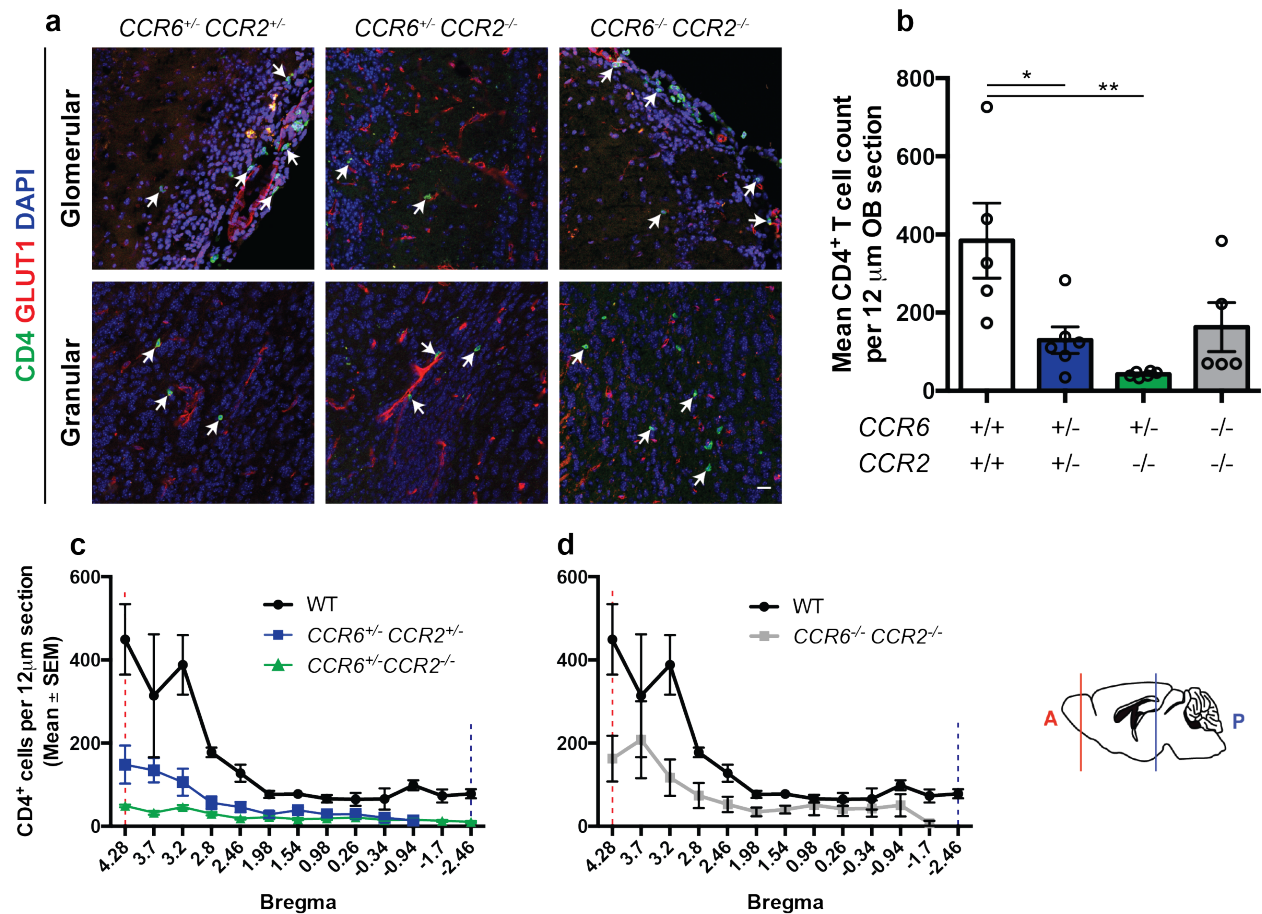 a
CCR6+/- CCR2+/- CCR6+/- CCR2-/- CCR6-/- CCR2-/-
CD4 GLUT1 DAPI
Glomerular
Granular
b
Mean CD4+ T cell count
per 12 μm OB section
800
600
400
200
0
* **
CCR6 +/+ +/- +/- -/-
CCR2 +/+ +/- -/- -/-
c
CD4+ cells per 12μm section
(Mean ± SEM)
600
400
200
0
WT
CCR6+/- CCR2+/-
CCR6+/-CCR2-/-
4.28 3.7 3.2 2.8 2.46 1.98 1.54 0.98 0.26 -0.34 -0.94 -1.7 -2.46
Bregma
d
600
400
200
0
WT
CCR6-/- CCR2-/-
4.28 3.7 3.2 2.8 2.46 1.98 1.54 0.98 0.26 -0.34 -0.94 -1.7 -2.46
Bregma
A P